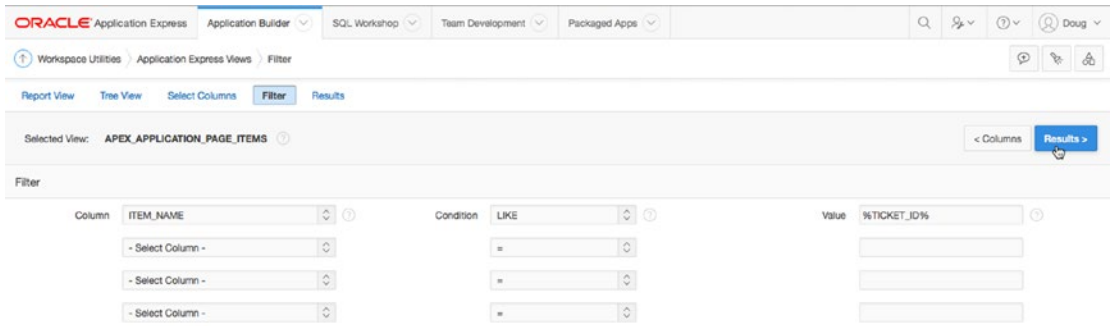 ORACLE Application Express Application Builder SQL Workshop Team Development Packaged Apps Doug
Workspace Utilities Application Express Views Filter
Report View Tree View Select Columns Filter Results
Selected View: APEX_APPLICATION_PAGE_ITEMS < Columns Results >
Filter
Column ITEM_NAME Condition LIKE Value %TICKET_ID%
- Select Column - =
- Select Column - =
- Select Column - =